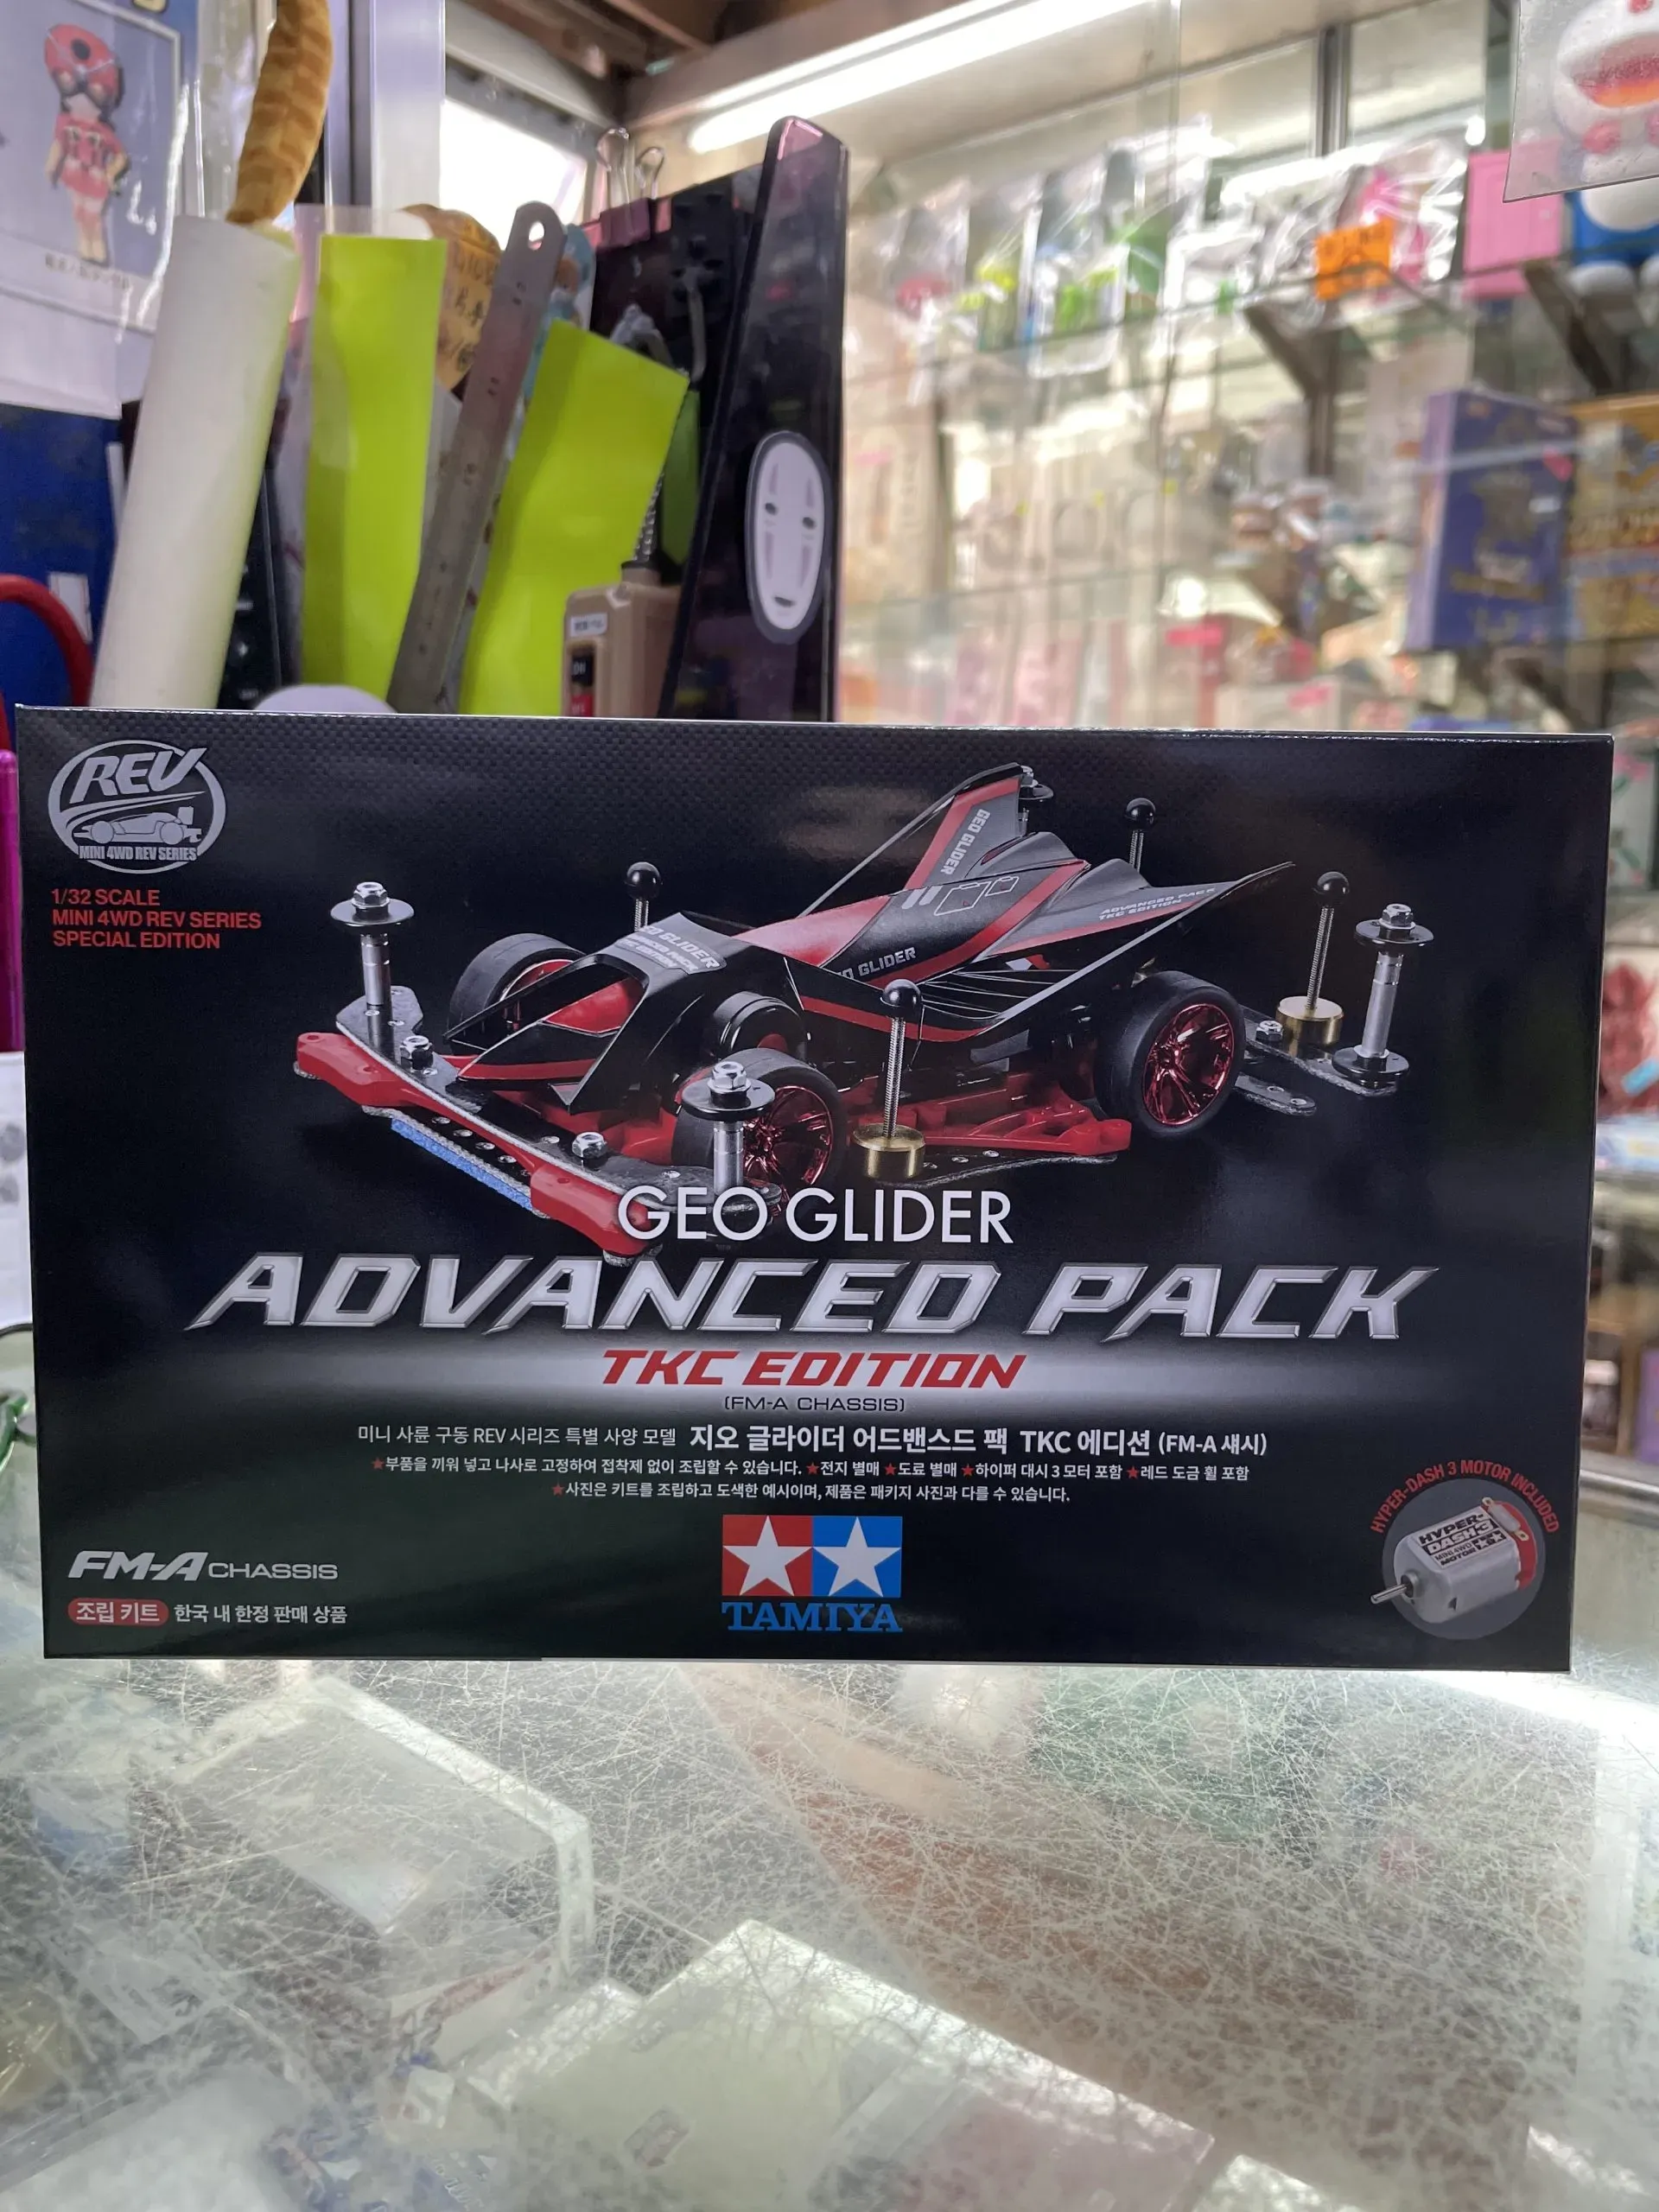 REV
MINI 4WD REV SERIES
1/32 SCALE
MINI 4WD REV SERIES
SPECIAL EDITION
GEO GLIDER
ADVANCED PACK
TKC EDITION
GEO GLIDER
GEO GLIDER
ADVANCED PACK
TKC EDITION
(FM-A CHASSIS)
미니 사륜 구동 REV 시리즈 특별 사양 모델 지오 글라이더 어드밴스드 팩 TKC 에디션 (FM-A 섀시)
★부품을 끼워 넣고 나사로 고정하여 접착제 없이 조립할 수 있습니다. ★전지 별매 ★도료 별매 ★하이퍼 대시 3 모터 포함 ★레드 도금 휠 포함
★사진은 키트를 조립하고 도색한 예시이며, 제품은 패키지 사진과 다를 수 있습니다.
HYPER-DASH 3 MOTOR INCLUDED
HYPER-
DASH-3
MINI 4WD
MOTOR
FM-A CHASSIS
조립 키트 한국 내 한정 판매 상품
TAMIYA